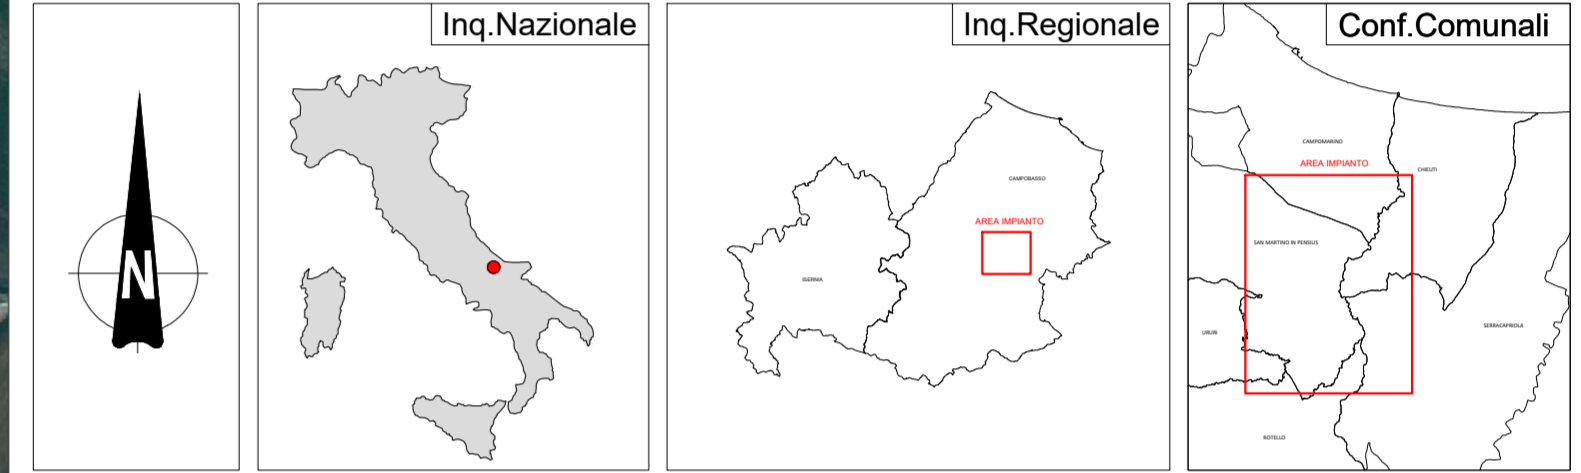 N
Inq.Nazionale
Inq.Regionale
CAMPOBASSO
AREA IMPIANTO
ISERNIA
Conf.Comunali
CAMPOMARINO
AREA IMPIANTO
CHIEUTI
SAN MARTINO IN PENSILIS
URURI
SERRACAPRIOLA
ROTELLO